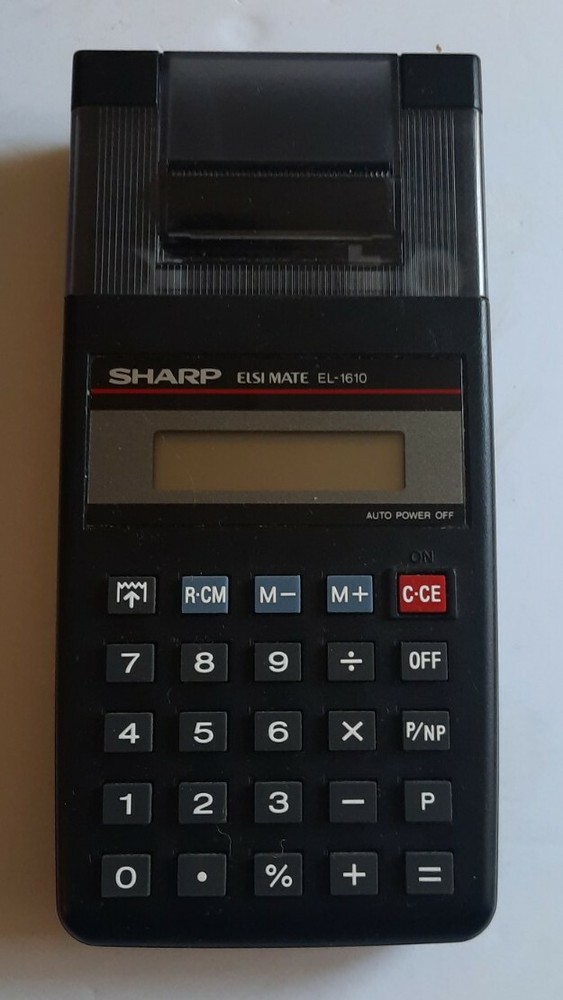 SHARP ELSI MATE EL-1610
AUTO POWER OFF
ON
R·CM M− M+ C·CE
7 8 9 ÷ OFF
4 5 6 × P/NP
1 2 3 − P
0 . % + =